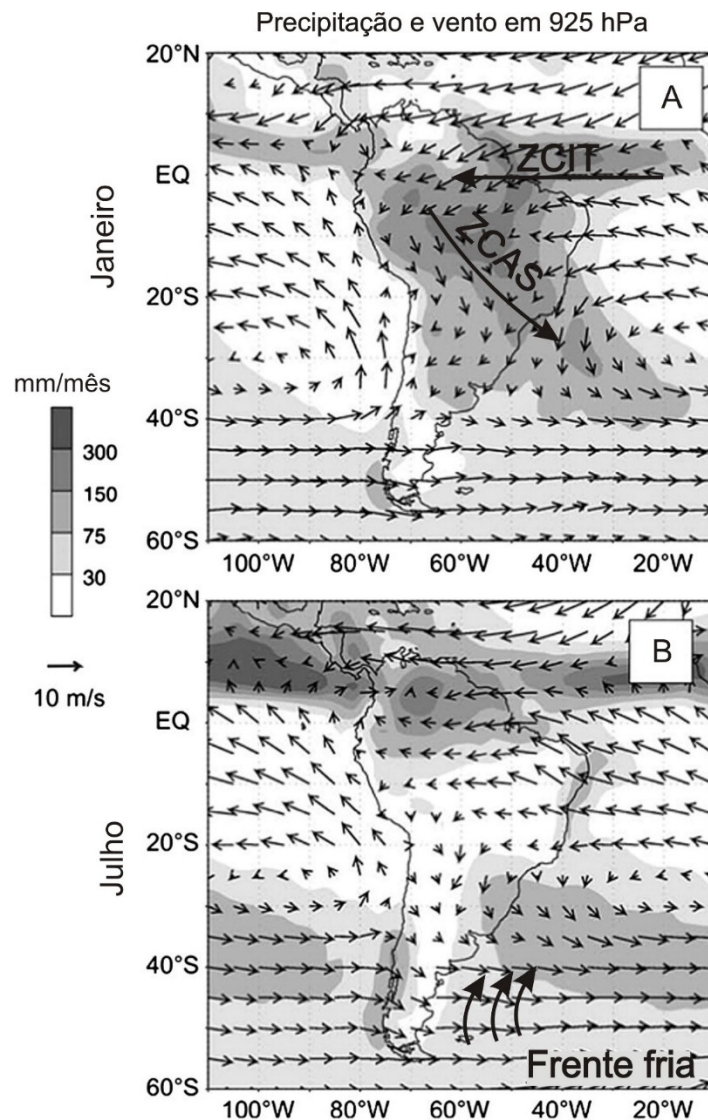 Precipitação e vento em 925 hPa
20°N
A
ZCIT
EQ
ZCAS
Janeiro
20°S
mm/mês
300
40°S
150
75
30
60°S
100°W 80°W 60°W 40°W 20°W
20°N
B
10 m/s
EQ
20°S
Julho
40°S
Frente fria
60°S
100°W 80°W 60°W 40°W 20°W